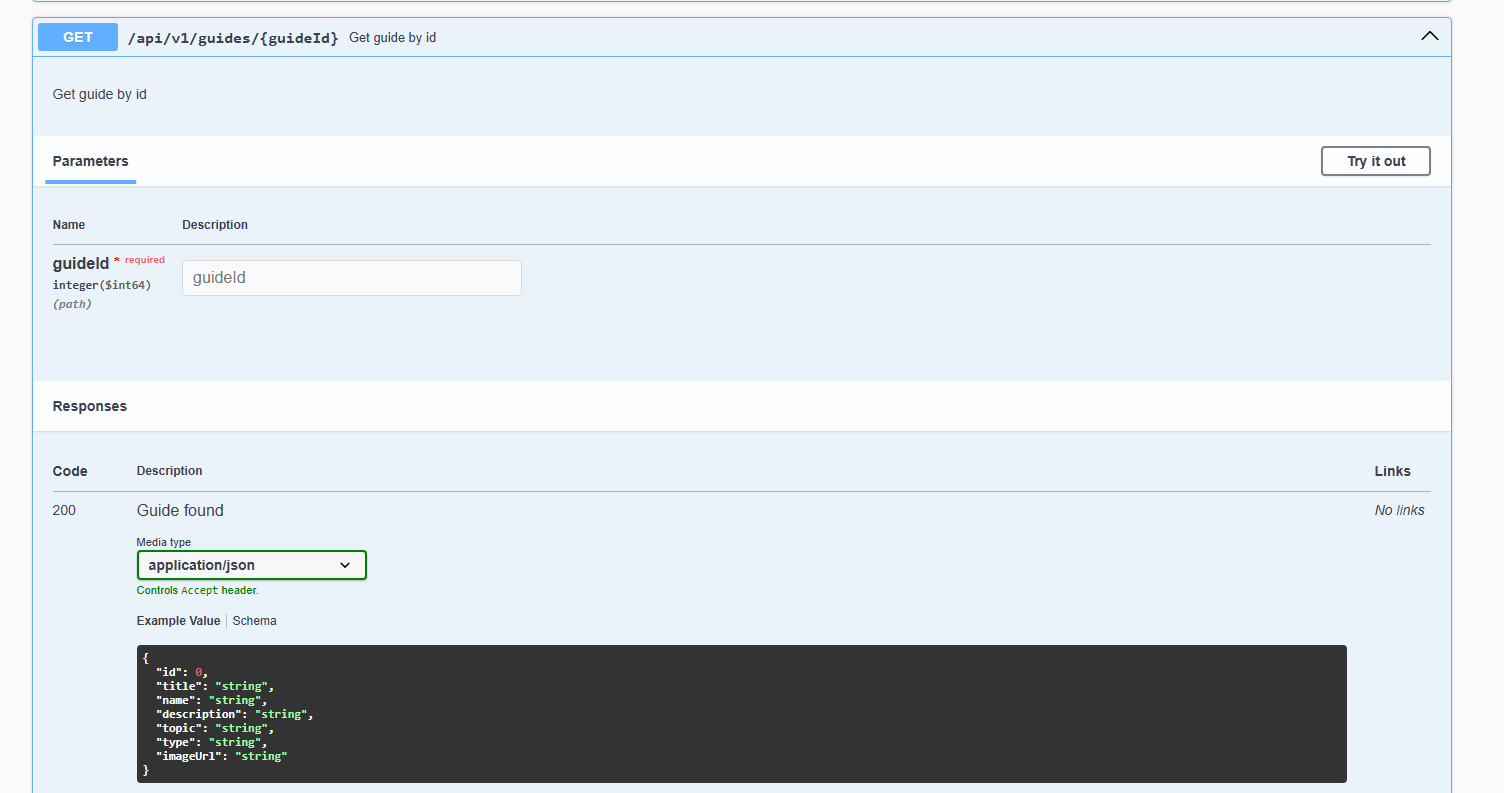 GET /api/v1/guides/{guideId} Get guide by id
Get guide by id
Parameters
Try it out
Name Description
guideId * required
integer($int64)
(path)
guideId
Responses
Code Description Links
200 Guide found No links
Media type
application/json
Controls Accept header.
Example Value Schema
{
  "id": 0,
  "title": "string",
  "name": "string",
  "description": "string",
  "topic": "string",
  "type": "string",
  "imageUrl": "string"
}